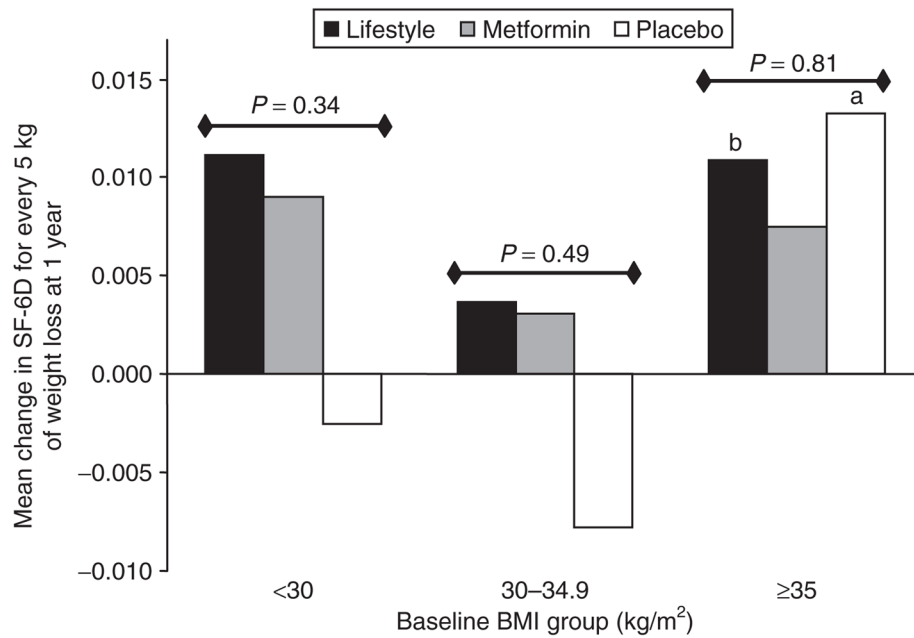 Lifestyle Metformin Placebo
Mean change in SF-6D for every 5 kg
of weight loss at 1 year
0.015
0.010
0.005
0.000
−0.005
−0.010
P = 0.34
P = 0.49
P = 0.81
b
a
<30
30–34.9
≥35
Baseline BMI group (kg/m²)